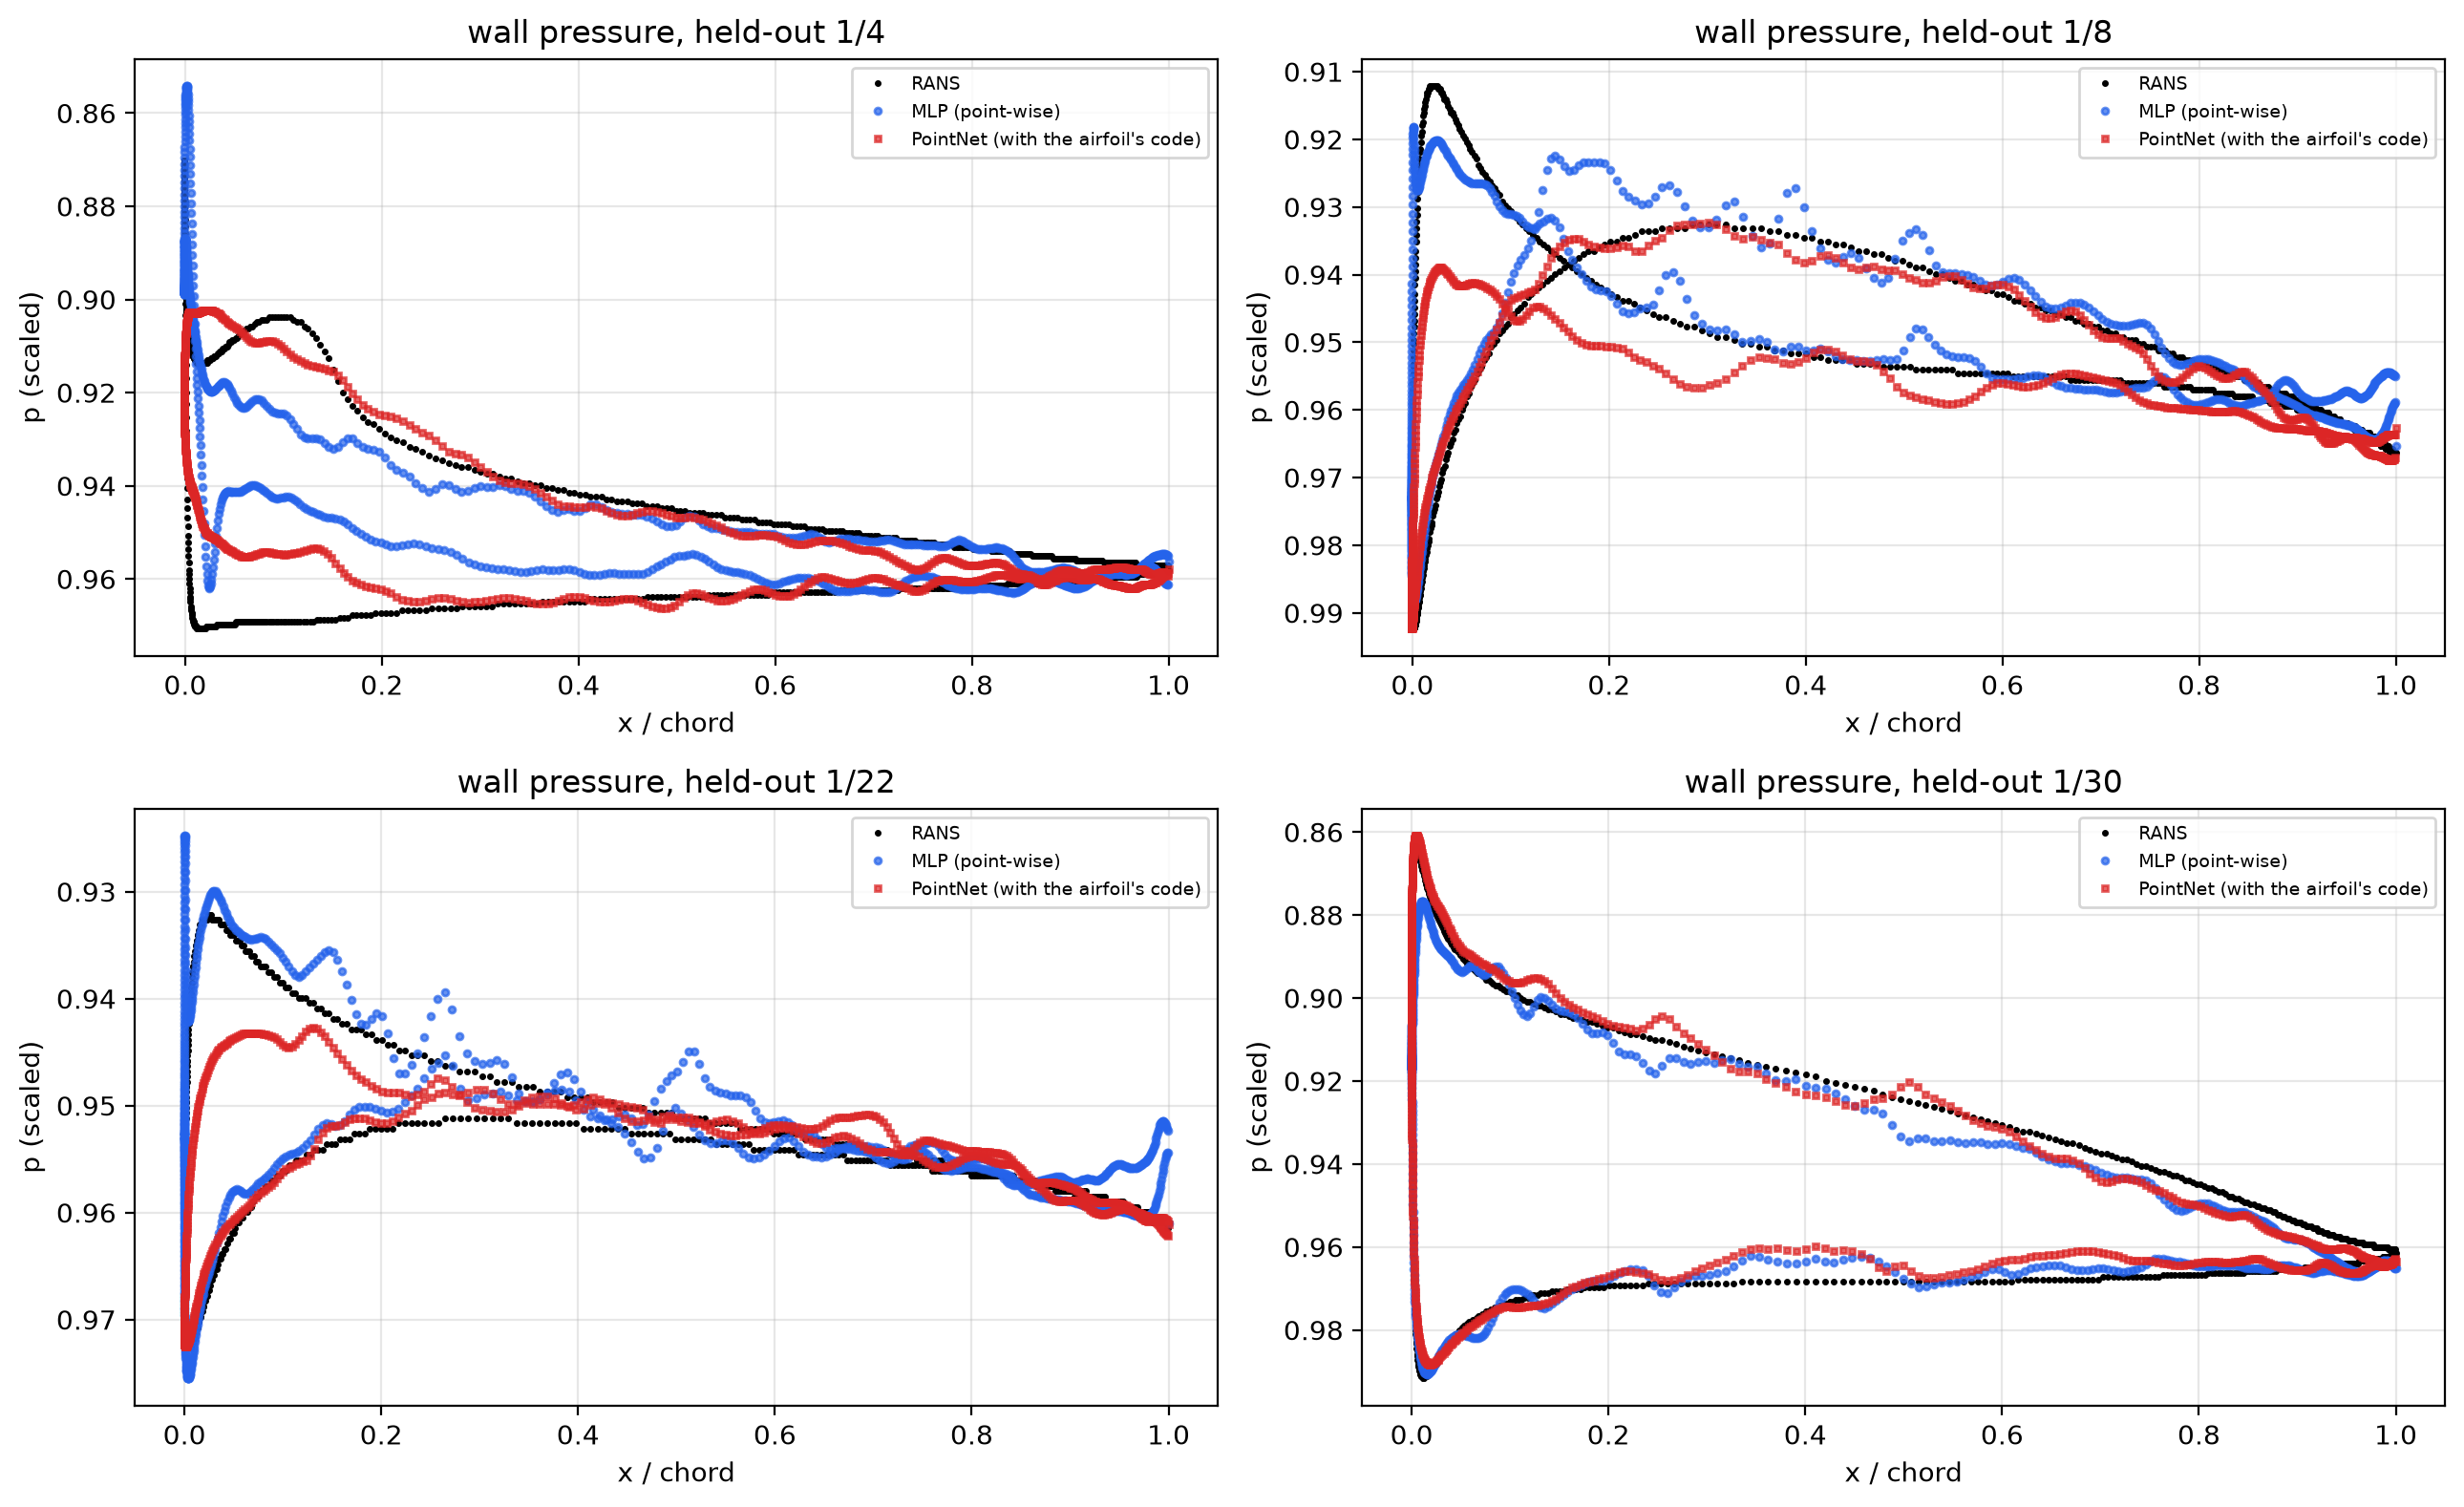 wall pressure, held-out 1/4
p (scaled)
0.86
0.88
0.90
0.92
0.94
0.96
RANS
MLP (point-wise)
PointNet (with the airfoil's code)
0.0 0.2 0.4 0.6 0.8 1.0
x / chord
wall pressure, held-out 1/8
p (scaled)
0.91
0.92
0.93
0.94
0.95
0.96
0.97
0.98
0.99
RANS
MLP (point-wise)
PointNet (with the airfoil's code)
0.0 0.2 0.4 0.6 0.8 1.0
x / chord
wall pressure, held-out 1/22
p (scaled)
0.93
0.94
0.95
0.96
0.97
RANS
MLP (point-wise)
PointNet (with the airfoil's code)
0.0 0.2 0.4 0.6 0.8 1.0
x / chord
wall pressure, held-out 1/30
p (scaled)
0.86
0.88
0.90
0.92
0.94
0.96
0.98
RANS
MLP (point-wise)
PointNet (with the airfoil's code)
0.0 0.2 0.4 0.6 0.8 1.0
x / chord